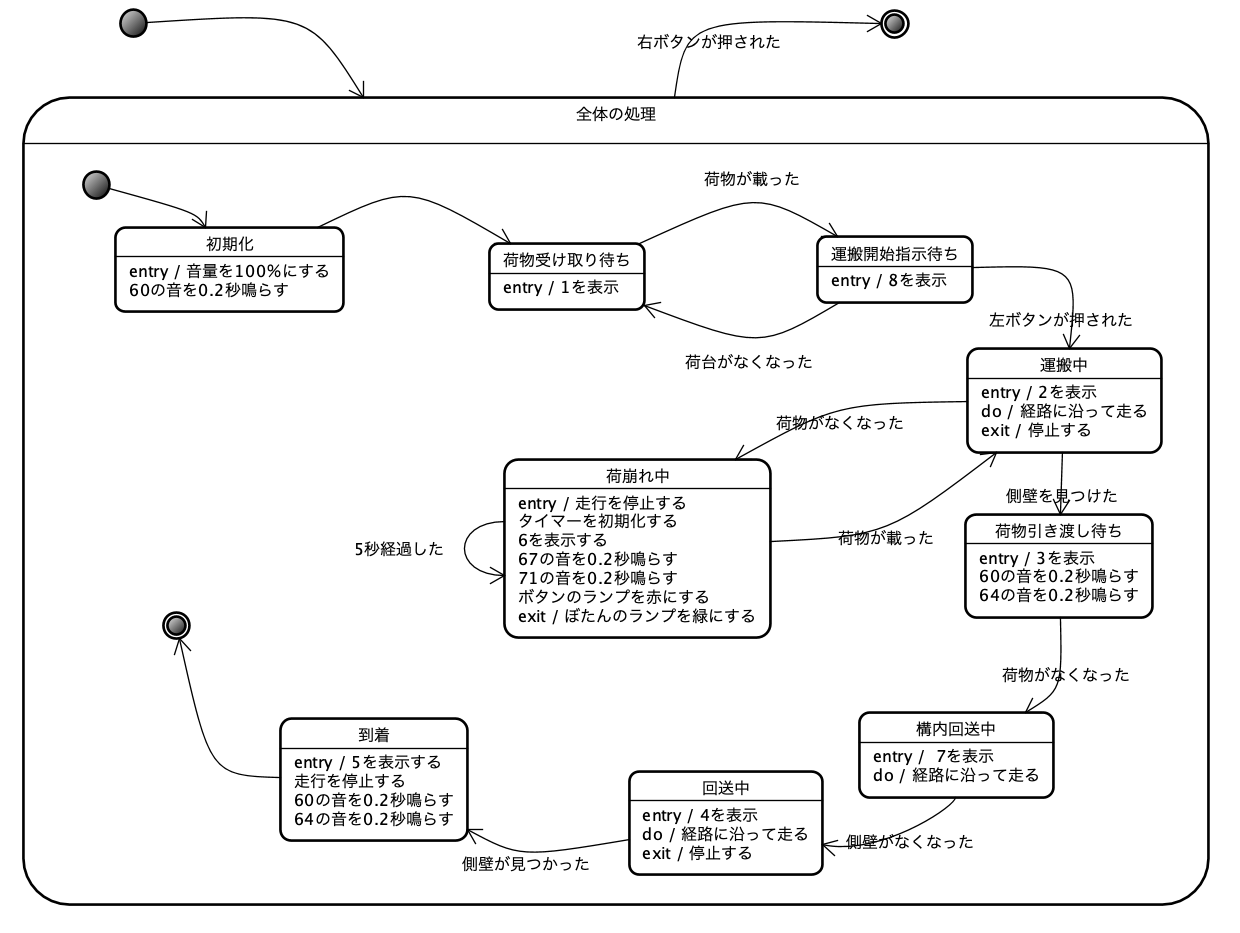 右ボタンが押された
全体の処理
荷物が載った
初期化
entry / 音量を100%にする
60の音を0.2秒鳴らす
荷物受け取り待ち
entry / 1を表示
運搬開始指示待ち
entry / 8を表示
左ボタンが押された
荷台がなくなった
運搬中
entry / 2を表示
do / 経路に沿って走る
exit / 停止する
荷物がなくなった
荷崩れ中
entry / 走行を停止する
タイマーを初期化する
6を表示する
67の音を0.2秒鳴らす
71の音を0.2秒鳴らす
ボタンのランプを赤にする
exit / ぼたんのランプを緑にする
5秒経過した
荷物が載った
側壁を見つけた
荷物引き渡し待ち
entry / 3を表示
60の音を0.2秒鳴らす
64の音を0.2秒鳴らす
荷物がなくなった
構内回送中
entry /  7を表示
do / 経路に沿って走る
側壁がなくなった
回送中
entry / 4を表示
do / 経路に沿って走る
exit / 停止する
側壁が見つかった
到着
entry / 5を表示する
走行を停止する
60の音を0.2秒鳴らす
64の音を0.2秒鳴らす